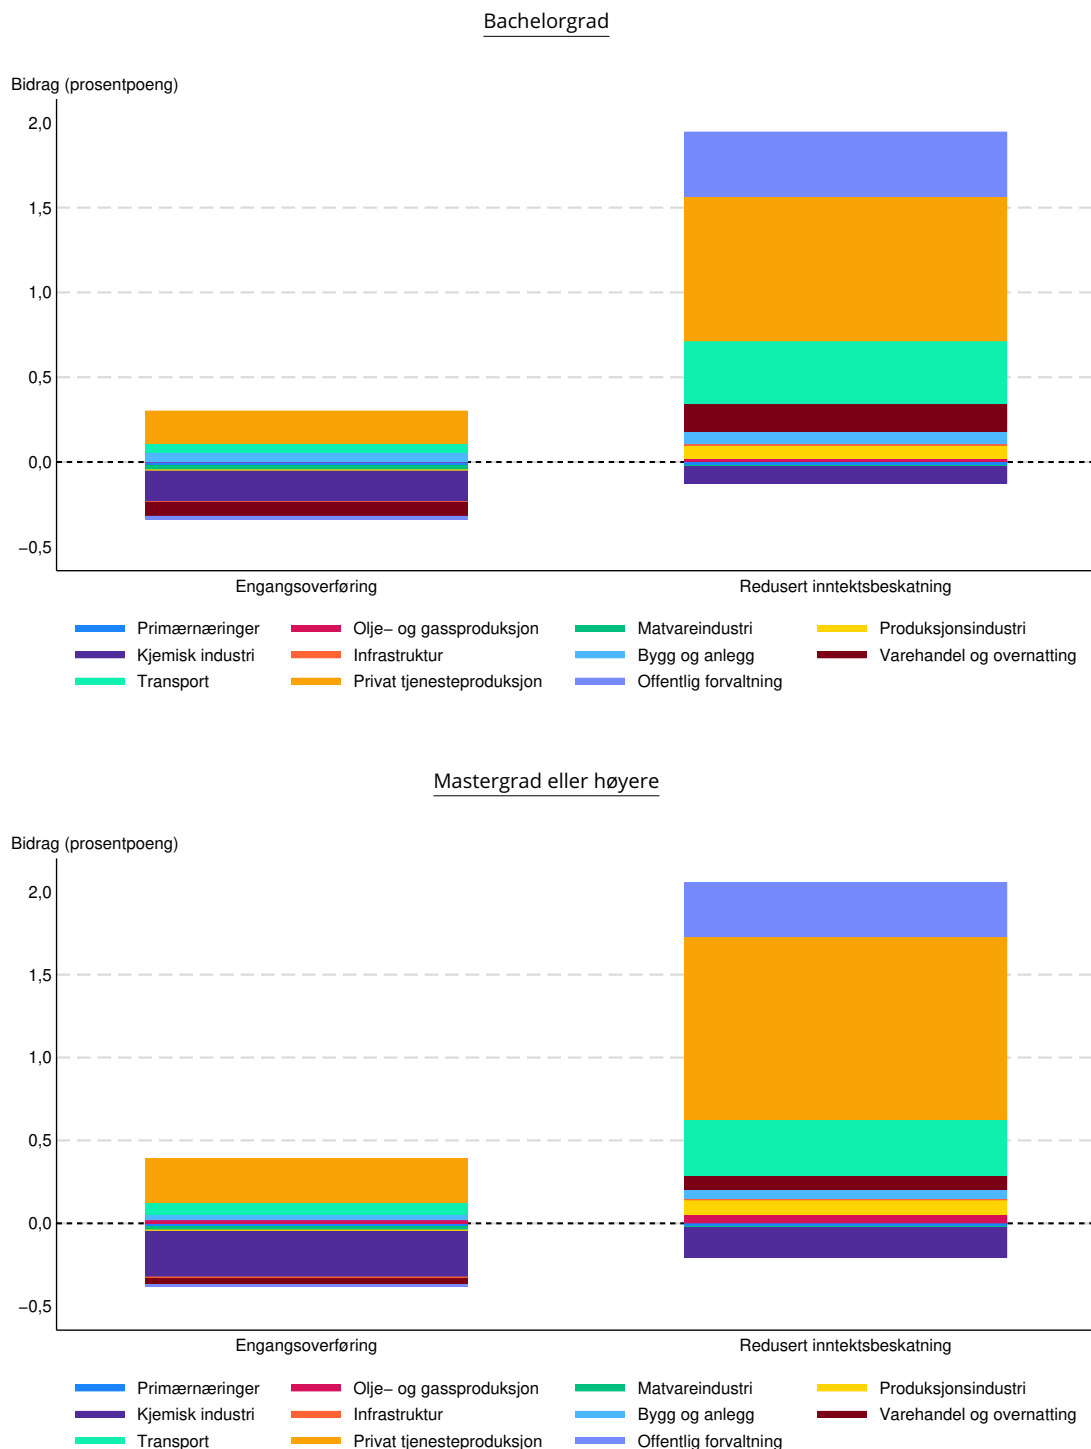 Bachelorgrad
Bidrag (prosentpoeng)
2,0
1,5
1,0
0,5
0,0
−0,5
Engangsoverføring Redusert inntektsbeskatning
Primærnæringer Olje− og gassproduksjon Matvareindustri Produksjonsindustri
Kjemisk industri Infrastruktur Bygg og anlegg Varehandel og overnatting
Transport Privat tjenesteproduksjon Offentlig forvaltning
Mastergrad eller høyere
Bidrag (prosentpoeng)
2,0
1,5
1,0
0,5
0,0
−0,5
Engangsoverføring Redusert inntektsbeskatning
Primærnæringer Olje− og gassproduksjon Matvareindustri Produksjonsindustri
Kjemisk industri Infrastruktur Bygg og anlegg Varehandel og overnatting
Transport Privat tjenesteproduksjon Offentlig forvaltning